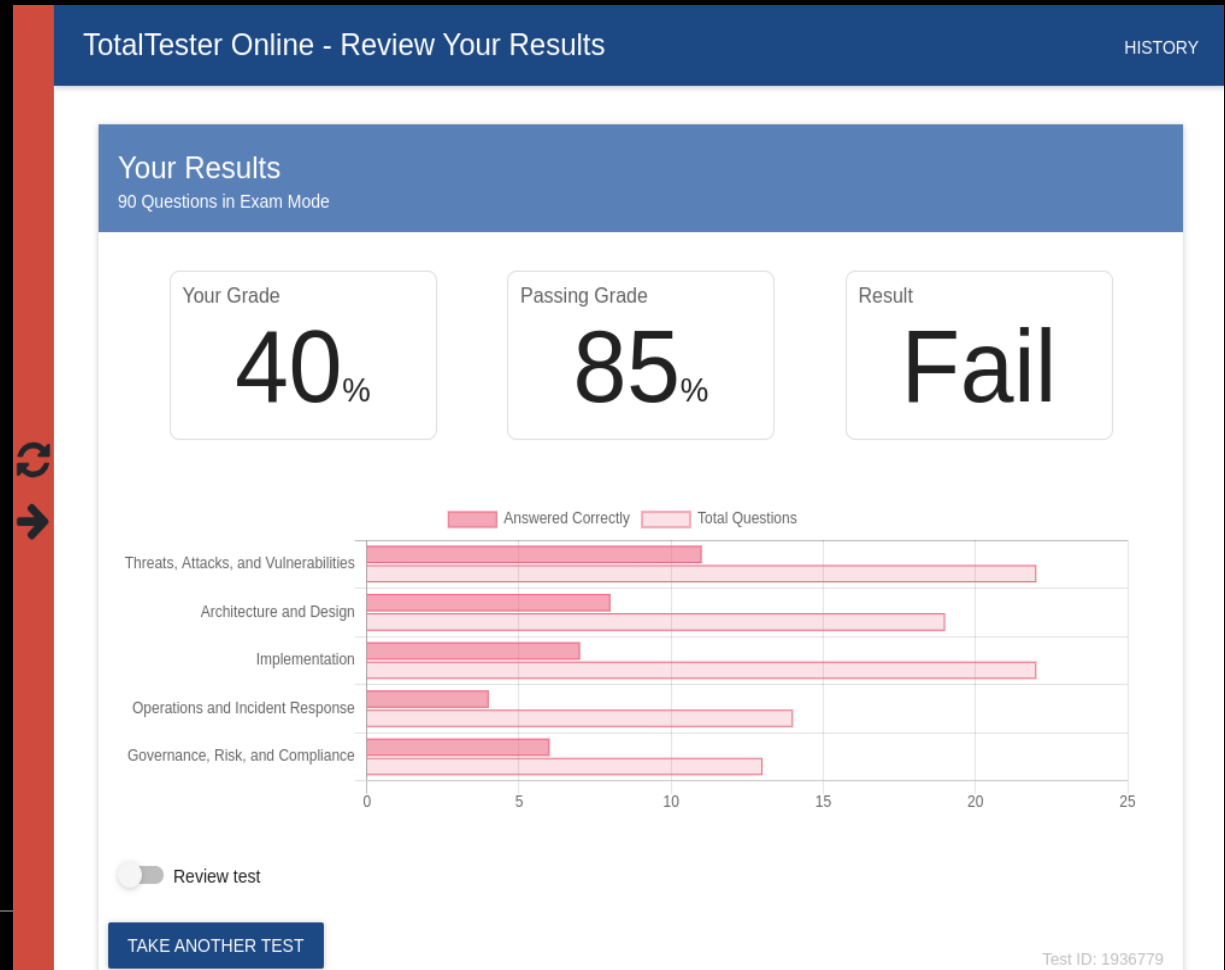 TotalTester Online - Review Your Results
HISTORY
Your Results
90 Questions in Exam Mode
Your Grade
40%
Passing Grade
85%
Result
Fail
Answered Correctly
Total Questions
Threats, Attacks, and Vulnerabilities
Architecture and Design
Implementation
Operations and Incident Response
Governance, Risk, and Compliance
0 5 10 15 20 25
Review test
TAKE ANOTHER TEST
Test ID: 1936779